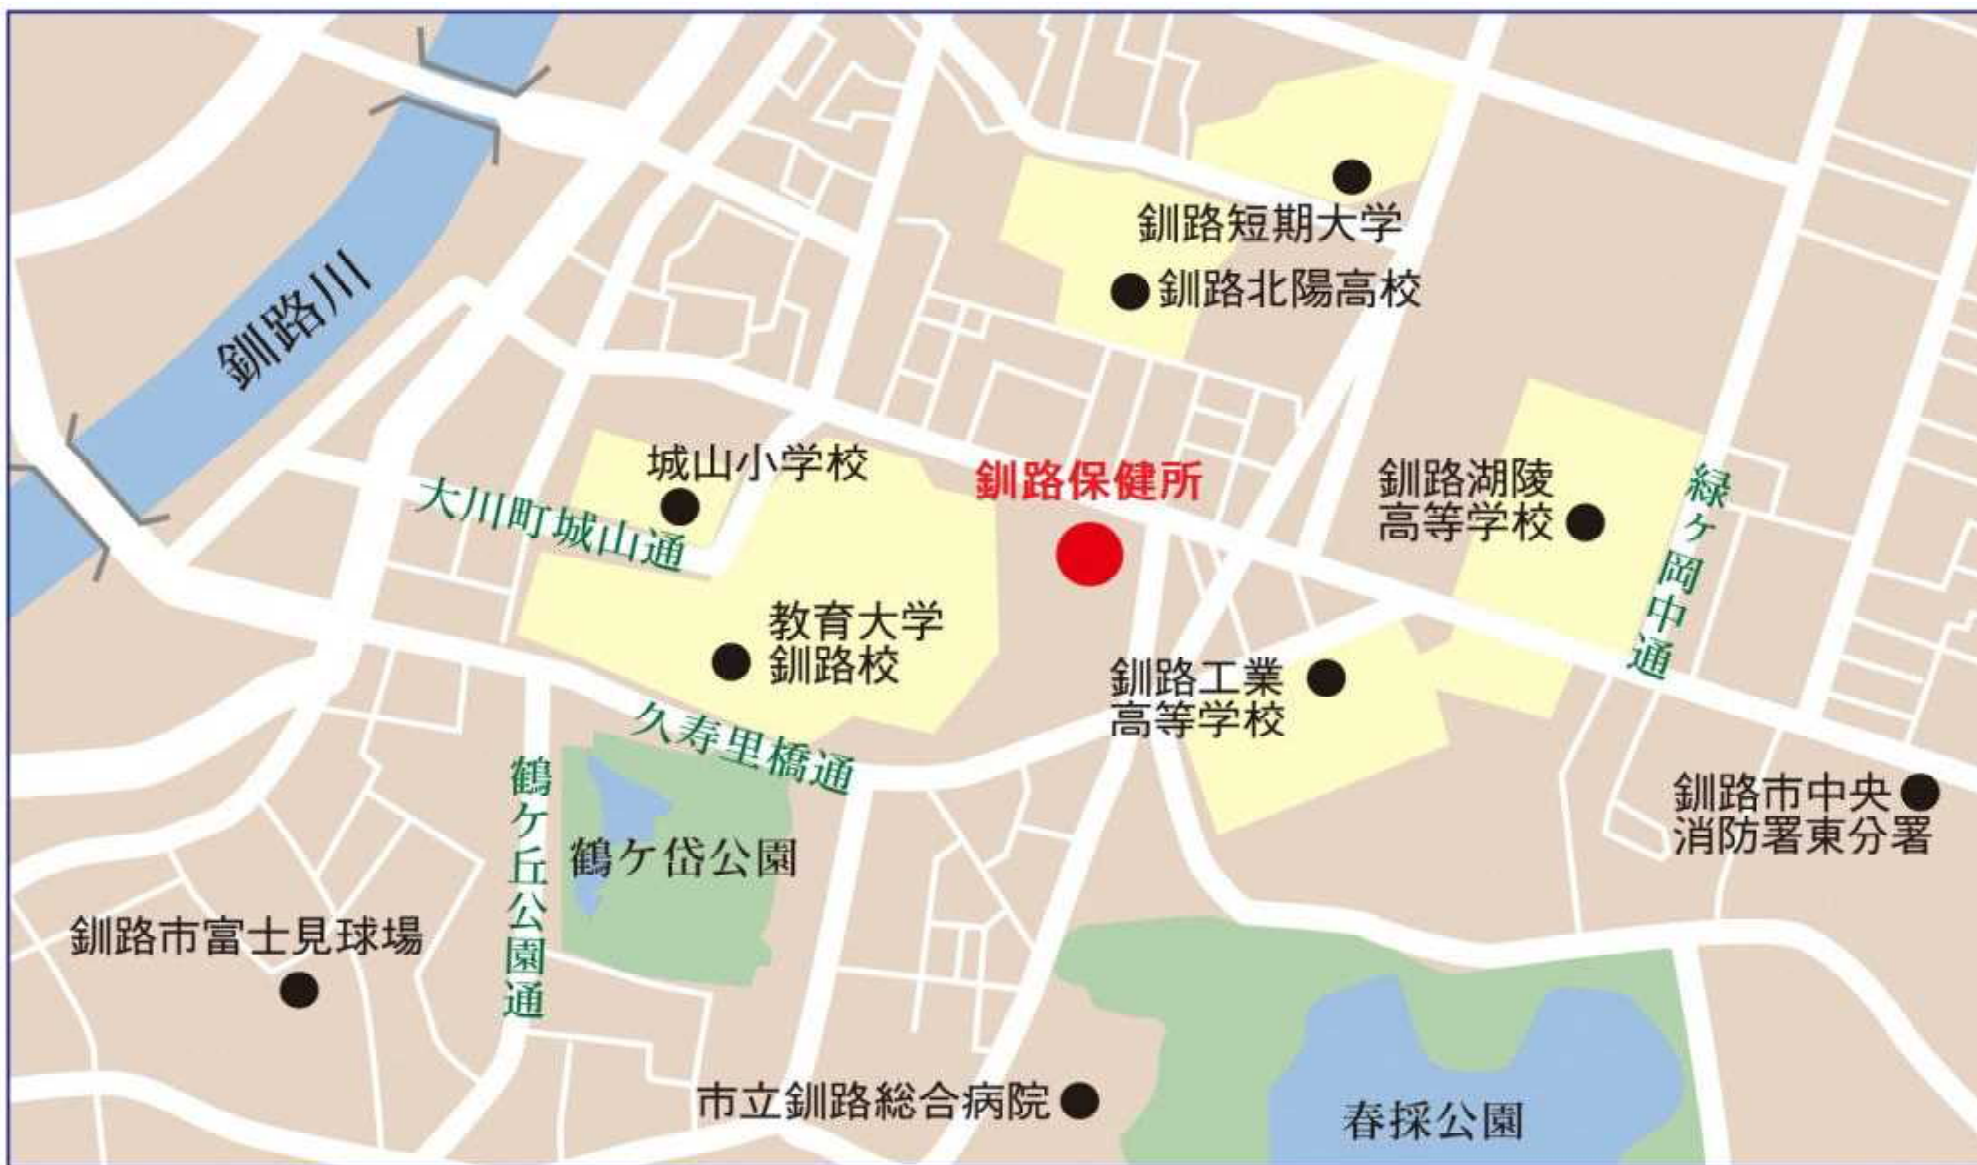 釧路川
釧路短期大学
釧路北陽高校
城山小学校
大川町城山通
釧路保健所
釧路湖陵
高等学校
緑ヶ岡中通
教育大学
釧路校
釧路工業
高等学校
久寿里橋通
鶴ケ丘公園通
鶴ケ岱公園
釧路市中央
消防署東分署
釧路市富士見球場
市立釧路総合病院
春採公園